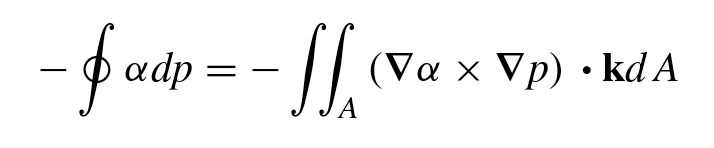 − ∮ αdp = − ∬_A (∇α × ∇p) · **k**dA